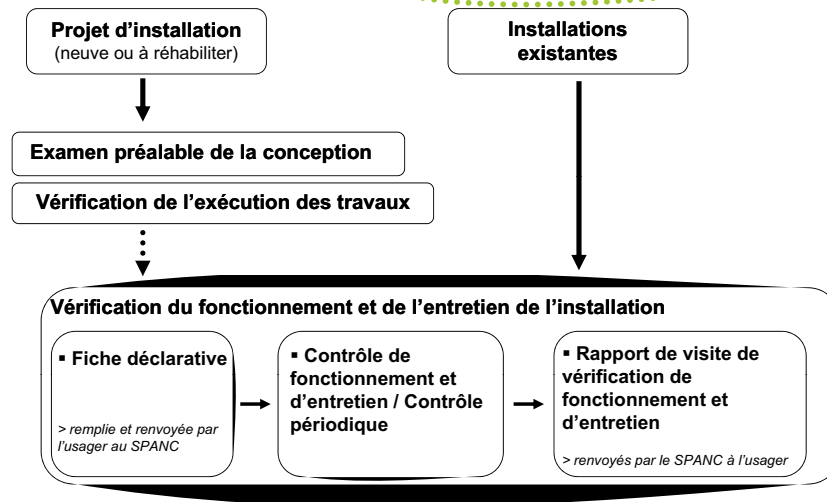 Projet d’installation
(neuve ou à réhabiliter)
Installations
existantes
Examen préalable de la conception
Vérification de l’exécution des travaux
Vérification du fonctionnement et de l’entretien de l’installation
▪ Fiche déclarative
> remplie et renvoyée par
l’usager au SPANC
▪ Contrôle de
fonctionnement et
d’entretien / Contrôle
périodique
▪ Rapport de visite de
vérification de
fonctionnement et
d’entretien
> renvoyés par le SPANC à l’usager